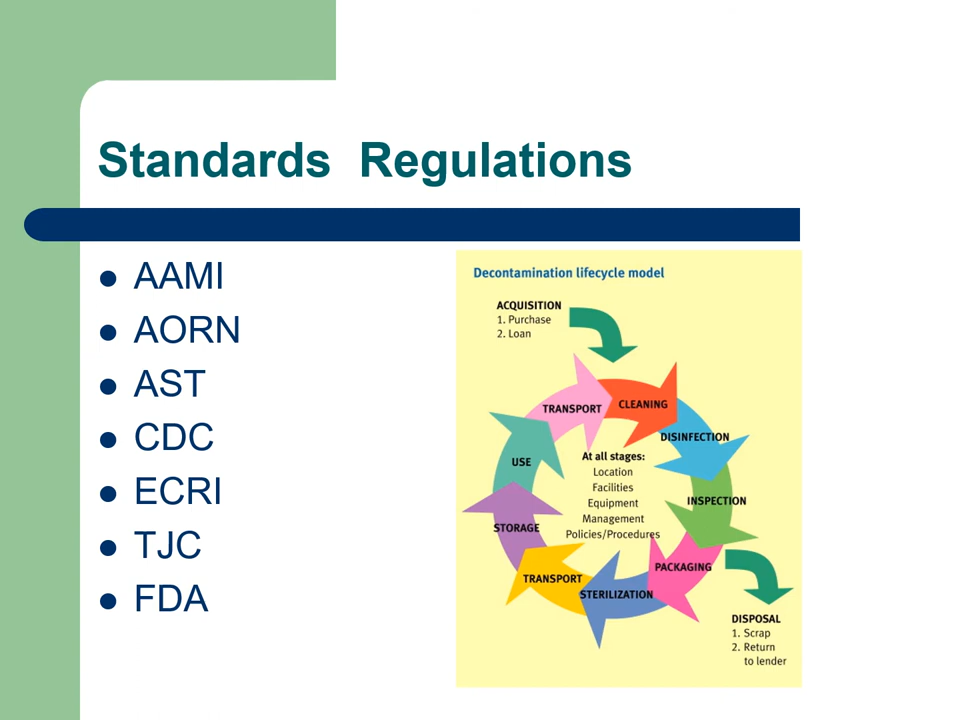 Standards  Regulations
AAMI
AORN
AST
CDC
ECRI
TJC
FDA
Decontamination lifecycle model
ACQUISITION
1. Purchase
2. Loan
TRANSPORT
CLEANING
DISINFECTION
INSPECTION
PACKAGING
STERILIZATION
TRANSPORT
STORAGE
USE
At all stages:
Location
Facilities
Equipment
Management
Policies/Procedures
DISPOSAL
1. Scrap
2. Return
to lender